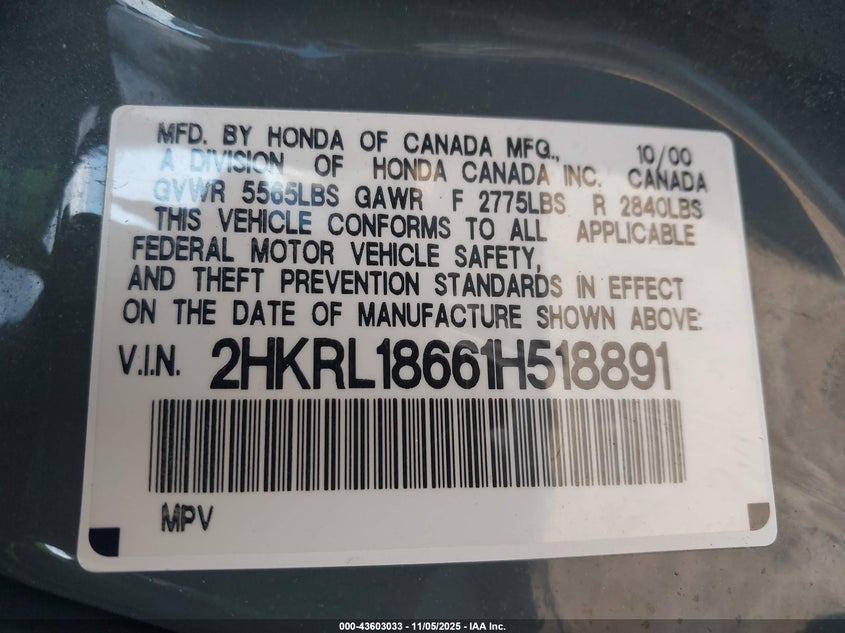 MFD. BY HONDA OF CANADA MFG., 10/00
A DIVISION OF HONDA CANADA INC. CANADA
GVWR 5565LBS GAWR F 2775LBS R 2840LBS
THIS VEHICLE CONFORMS TO ALL APPLICABLE
FEDERAL MOTOR VEHICLE SAFETY,
AND THEFT PREVENTION STANDARDS IN EFFECT
ON THE DATE OF MANUFACTURE SHOWN ABOVE:
V.I.N. 2HKRL18661H518891
MPV
000-43603033 - 11/05/2025 - IAA Inc.